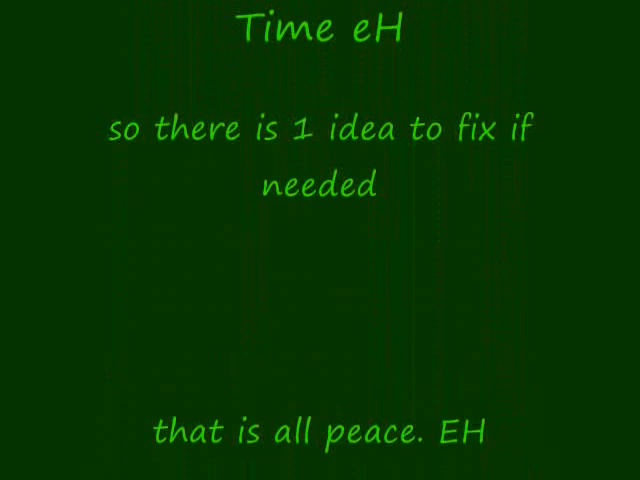 Time eH
so there is 1 idea to fix if
needed
that is all peace. EH